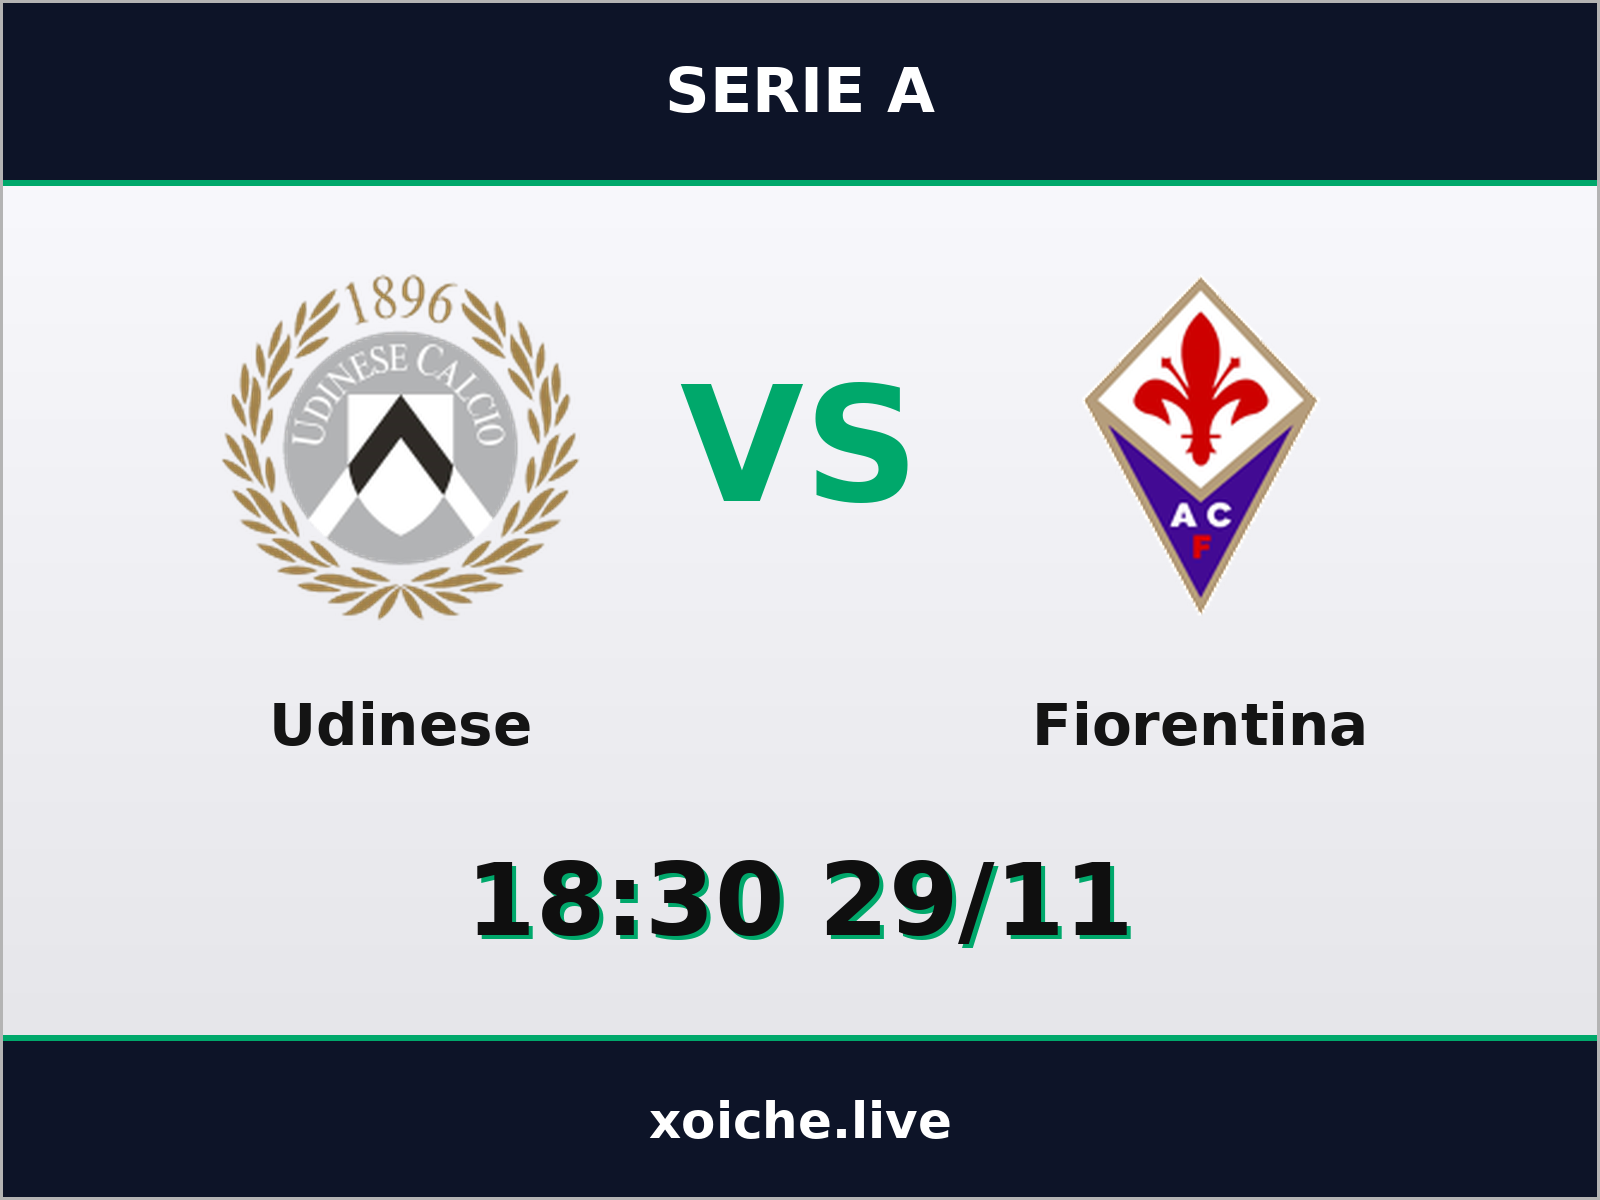 SERIE A
1896
UDINESE CALCIO
VS
A C
F
Udinese
Fiorentina
18:30 29/11
xoiche.live